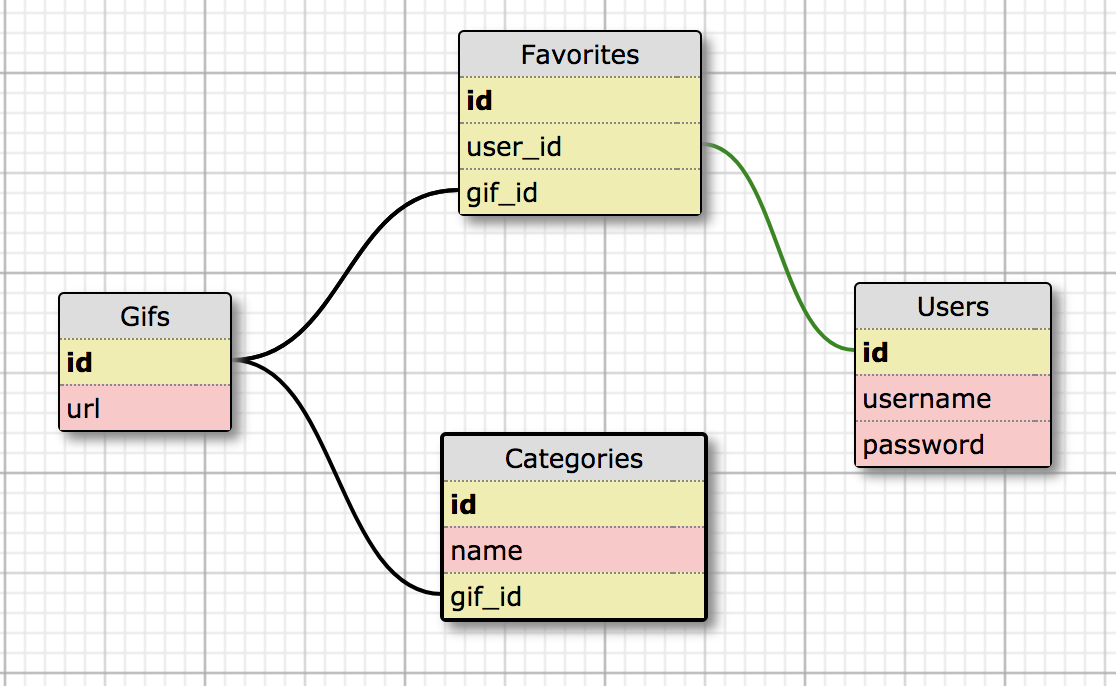 Favorites
id
user_id
gif_id
Gifs
id
url
Users
id
username
password
Categories
id
name
gif_id